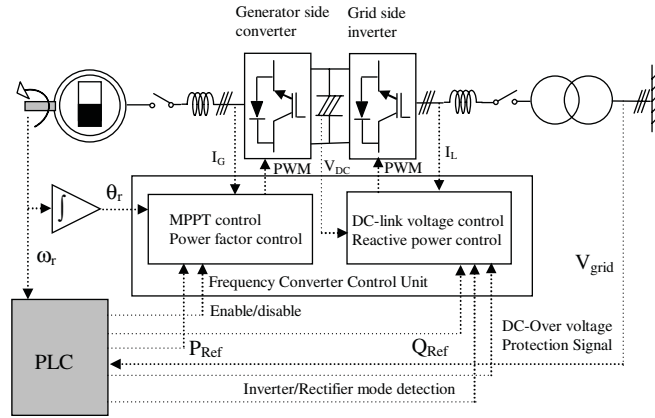 Generator side
converter
Grid side
inverter
I_G
PWM
V_DC
PWM
I_L
∫
θ_r
MPPT control
Power factor control
DC-link voltage control
Reactive power control
ω_r
Frequency Converter Control Unit
V_grid
Enable/disable
P_Ref
Q_Ref
DC-Over voltage
Protection Signal
PLC
Inverter/Rectifier mode detection